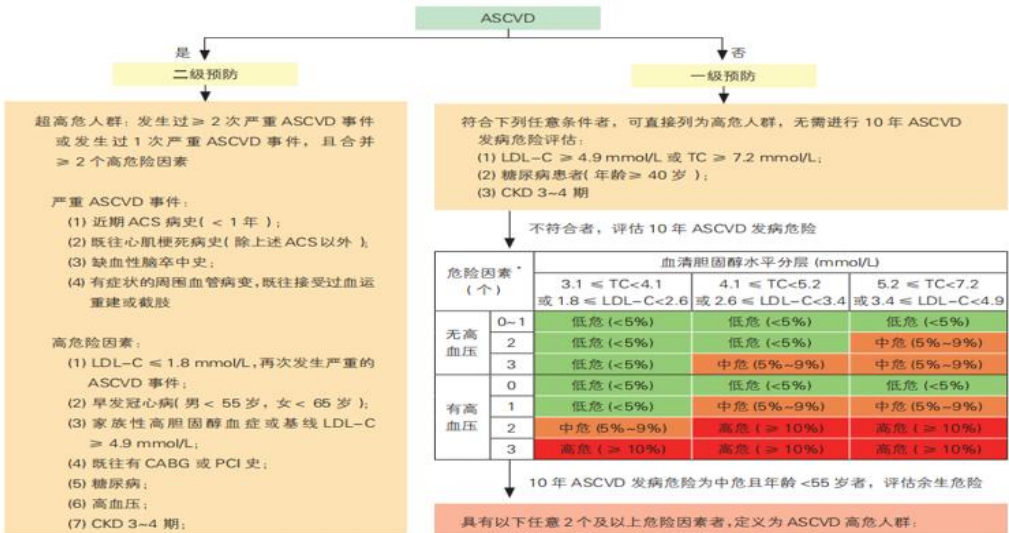 ASCVD
是
否
二级预防
一级预防
超高危人群：发生过≥2次严重ASCVD事件
或发生过1次严重ASCVD事件，且合并
≥2个高危险因素
严重ASCVD事件：
(1)近期ACS病史(<1年)；
(2)既往心肌梗死病史(除上述ACS以外)；
(3)缺血性脑卒中史；
(4)有症状的周围血管病变，既往接受过血运
重建或截肢
高危险因素：
(1)LDL-C≤1.8 mmol/L，再次发生严重的
ASCVD事件；
(2)早发冠心病(男<55岁，女<65岁)；
(3)家族性高胆固醇血症或基线LDL-C
≥4.9 mmol/L；
(4)既往有CABG或PCI史；
(5)糖尿病；
(6)高血压；
(7)CKD 3~4期；
符合下列任意条件者，可直接列为高危人群，无需进行10年ASCVD
发病危险评估：
(1)LDL-C≥4.9 mmol/L或TC≥7.2 mmol/L；
(2)糖尿病患者(年龄≥40岁)；
(3)CKD 3~4期
不符合者，评估10年ASCVD发病危险
危险因素*
(个)
血清胆固醇水平分层(mmol/L)
3.1≤TC<4.1 4.1≤TC<5.2 5.2≤TC<7.2
或1.8≤LDL-C<2.6 或2.6≤LDL-C<3.4 或3.4≤LDL-C<4.9
无高
血压
0~1 低危(<5%) 低危(<5%) 低危(<5%)
2 低危(<5%) 低危(<5%) 中危(5%~9%)
3 低危(<5%) 中危(5%~9%) 中危(5%~9%)
有高
血压
0 低危(<5%) 低危(<5%) 低危(<5%)
1 低危(<5%) 中危(5%~9%) 中危(5%~9%)
2 中危(5%~9%) 高危(≥10%) 高危(≥10%)
3 高危(≥10%) 高危(≥10%) 高危(≥10%)
10年ASCVD发病危险为中危且年龄<55岁者，评估余生危险
具有以下任意2个及以上危险因素者，定义为ASCVD高危人群：